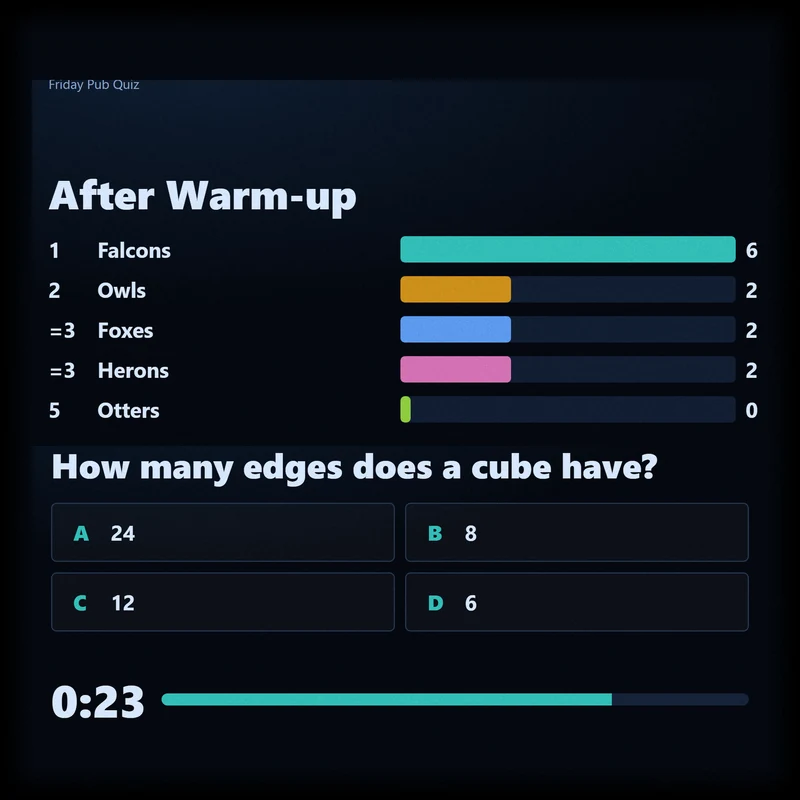 Friday Pub Quiz
After Warm-up
1 Falcons 6
2 Owls 2
=3 Foxes 2
=3 Herons 2
5 Otters 0
How many edges does a cube have?
A 24
B 8
C 12
D 6
0:23